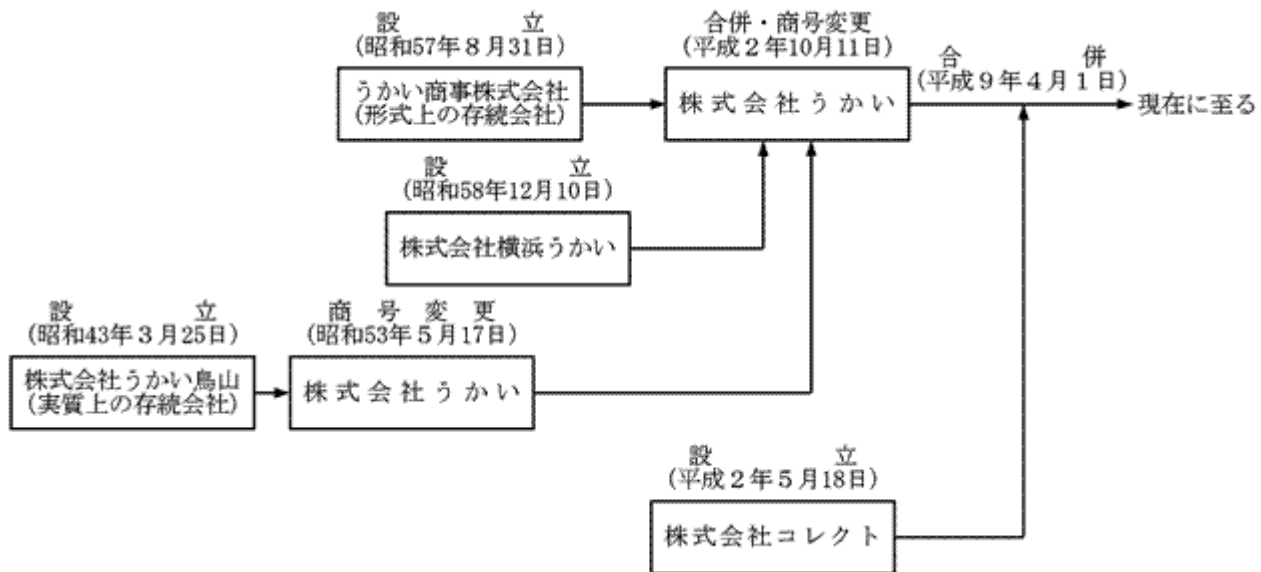 設立
(昭和57年8月31日)
うかい商事株式会社
(形式上の存続会社)
合併・商号変更
(平成2年10月11日)
株式会社うかい
合併
(平成9年4月1日)
現在に至る
設立
(昭和58年12月10日)
株式会社横浜うかい
設立
(昭和43年3月25日)
株式会社うかい鳥山
(実質上の存続会社)
商号変更
(昭和53年5月17日)
株式会社うかい
設立
(平成2年5月18日)
株式会社コレクト